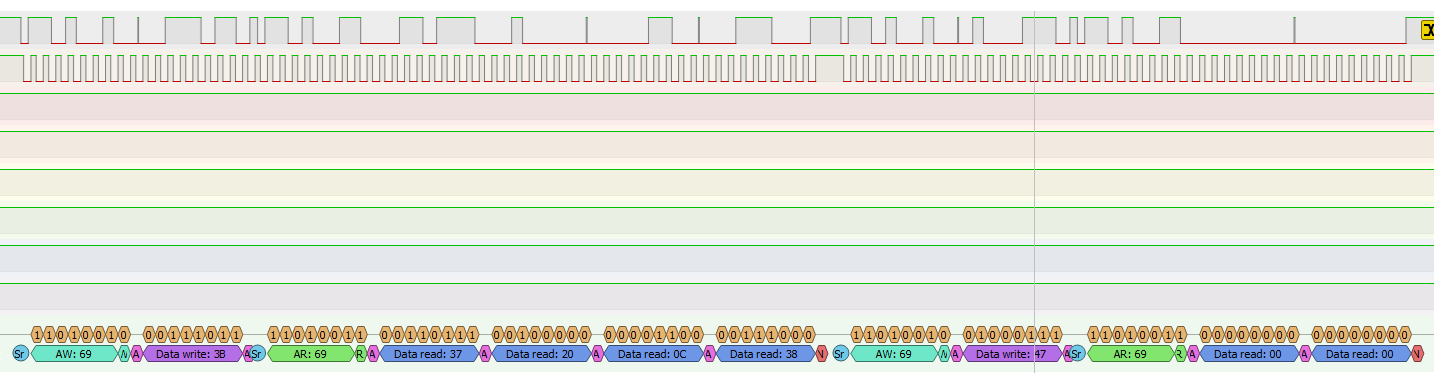 1 1 0 1 0 0 1 0 0 0 1 1 1 0 1 1 1 1 0 1 0 0 1 1 0 0 1 1 0 1 1 1 0 0 1 0 0 0 0 0 0 0 0 0 1 1 0 0 0 0 1 1 1 0 0 0 1 1 0 1 0 0 1 0 0 1 0 0 0 1 1 1 1 1 0 1 0 0 1 1 0 0 0 0 0 0 0 0 0 0 0 0 0 0 0 0
Sr AW: 69 W A Data write: 3B A Sr AR: 69 R A Data read: 37 A Data read: 20 A Data read: 0C A Data read: 38 N Sr AW: 69 W A Data write: 47 A Sr AR: 69 R A Data read: 00 A Data read: 00 N